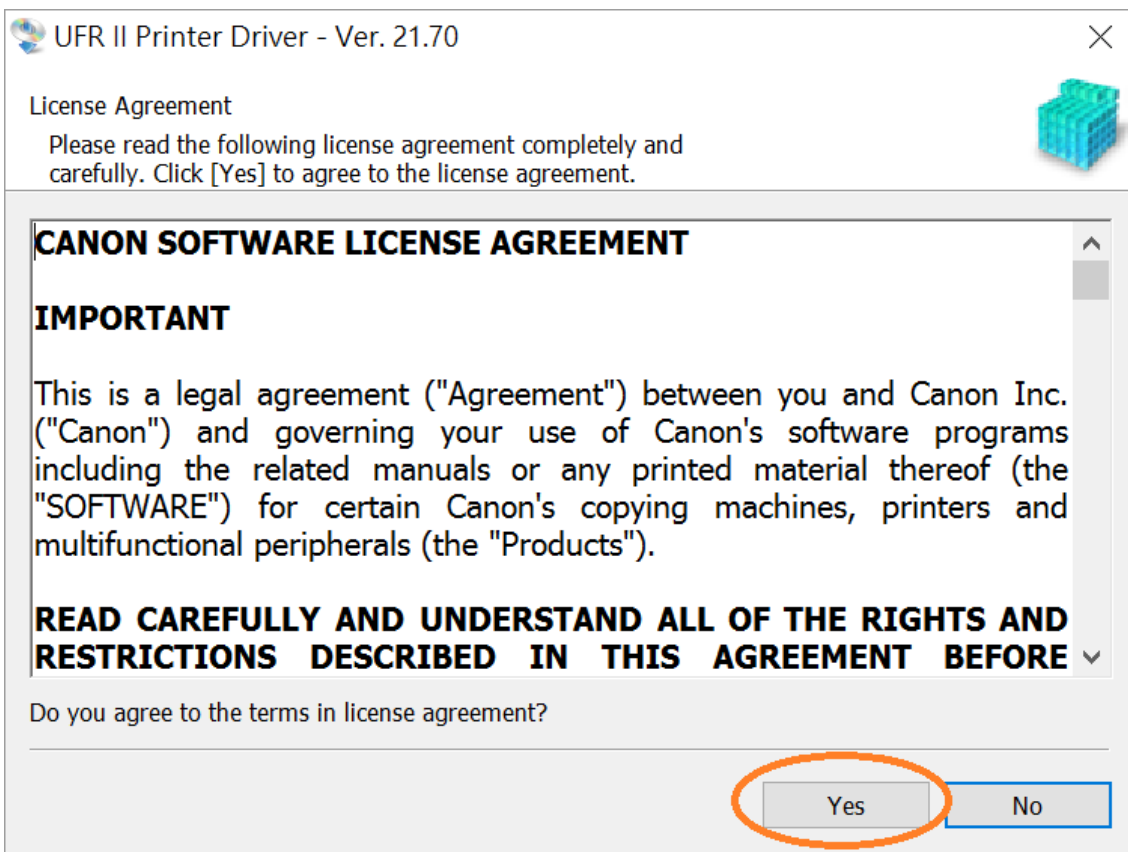 UFR II Printer Driver - Ver. 21.70
License Agreement
Please read the following license agreement completely and
carefully. Click [Yes] to agree to the license agreement.
CANON SOFTWARE LICENSE AGREEMENT
IMPORTANT
This is a legal agreement ("Agreement") between you and Canon Inc.
("Canon") and governing your use of Canon's software programs
including the related manuals or any printed material thereof (the
"SOFTWARE") for certain Canon's copying machines, printers and
multifunctional peripherals (the "Products").
READ CAREFULLY AND UNDERSTAND ALL OF THE RIGHTS AND
RESTRICTIONS DESCRIBED IN THIS AGREEMENT BEFORE
Do you agree to the terms in license agreement?
Yes No